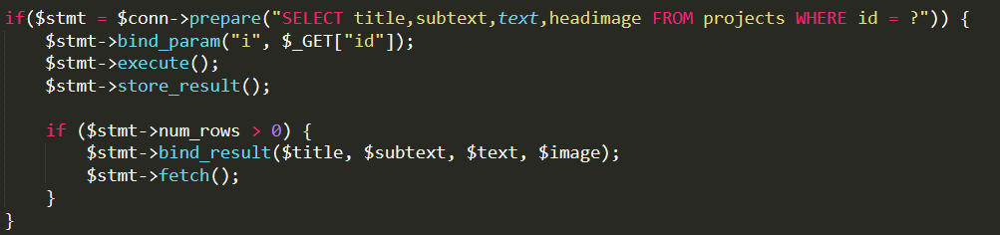 if($stmt = $conn->prepare("SELECT title,subtext,text,headimage FROM projects WHERE id = ?")) {
    $stmt->bind_param("i", $_GET["id"]);
    $stmt->execute();
    $stmt->store_result();

    if ($stmt->num_rows > 0) {
        $stmt->bind_result($title, $subtext, $text, $image);
        $stmt->fetch();
    }
}